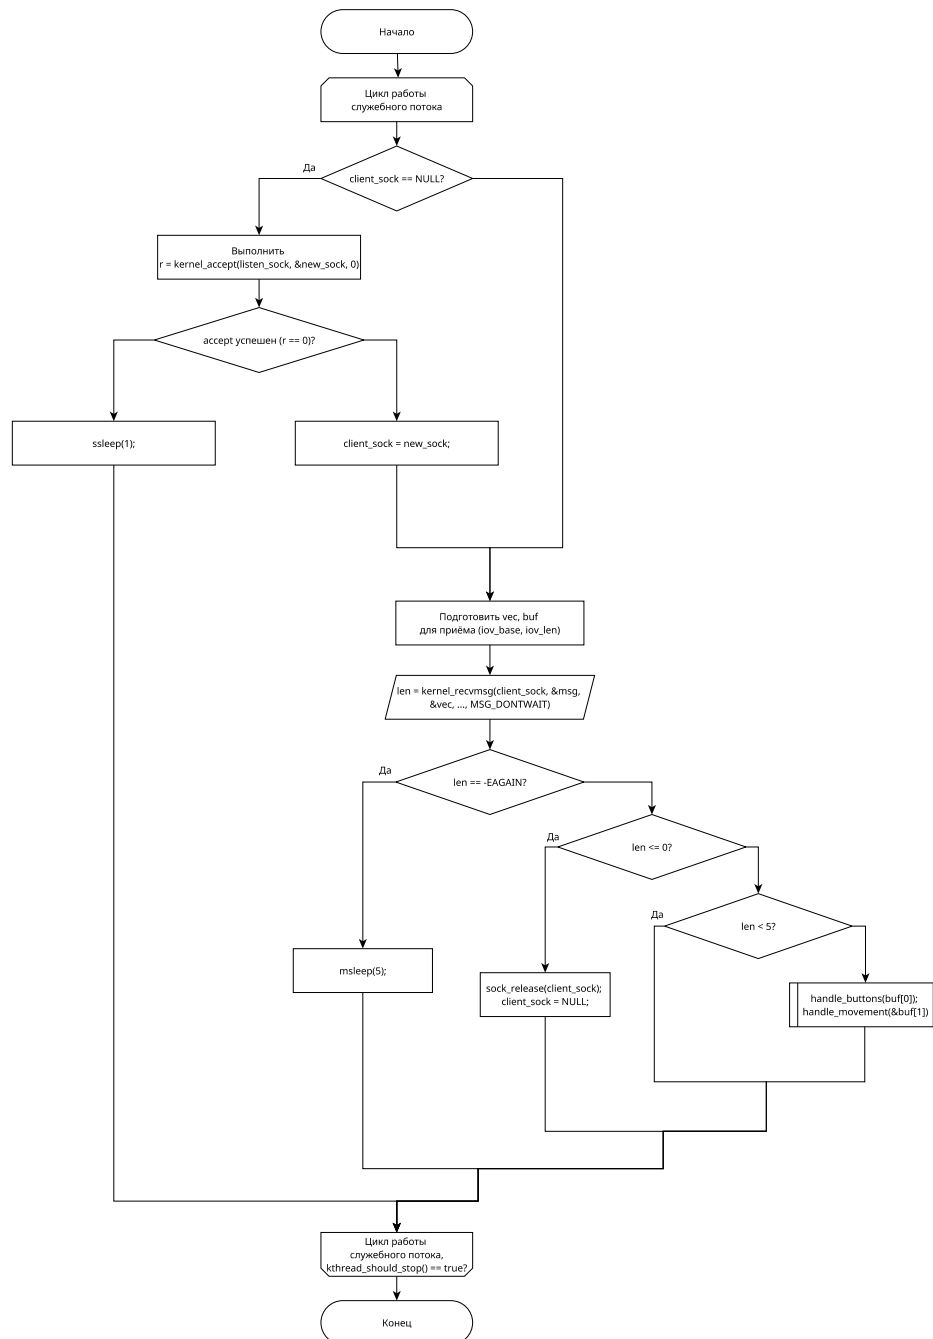 Начало
Цикл работы
служебного потока
Да
client_sock == NULL?
Выполнить
r = kernel_accept(listen_sock, &new_sock, 0)
accept успешен (r == 0)?
ssleep(1);
client_sock = new_sock;
Подготовить vec, buf
для приёма (iov_base, iov_len)
len = kernel_recvmsg(client_sock, &msg,
&vec, ..., MSG_DONTWAIT)
Да
len == -EAGAIN?
Да
len <= 0?
Да
len < 5?
msleep(5);
sock_release(client_sock);
client_sock = NULL;
handle_buttons(buf[0]);
handle_movement(&buf[1])
Цикл работы
служебного потока,
kthread_should_stop() == true?
Конец